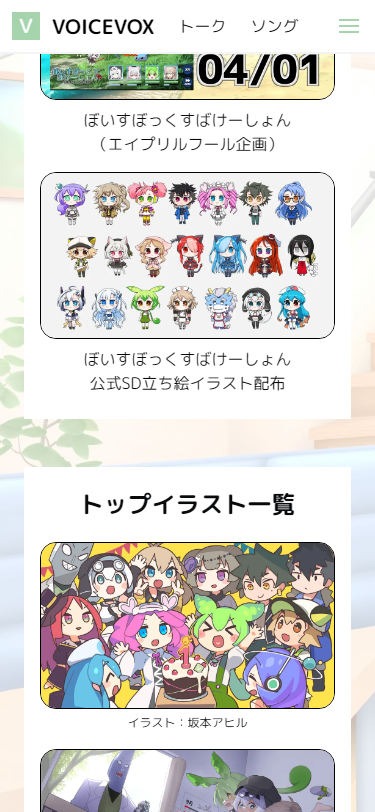 V VOICEVOX トーク ソング
04/01
ぼいすぼっくすばけーしょん
（エイプリルフール企画）
ぼいすぼっくすばけーしょん
公式SD立ち絵イラスト配布
トップイラスト一覧
イラスト：坂本アヒル